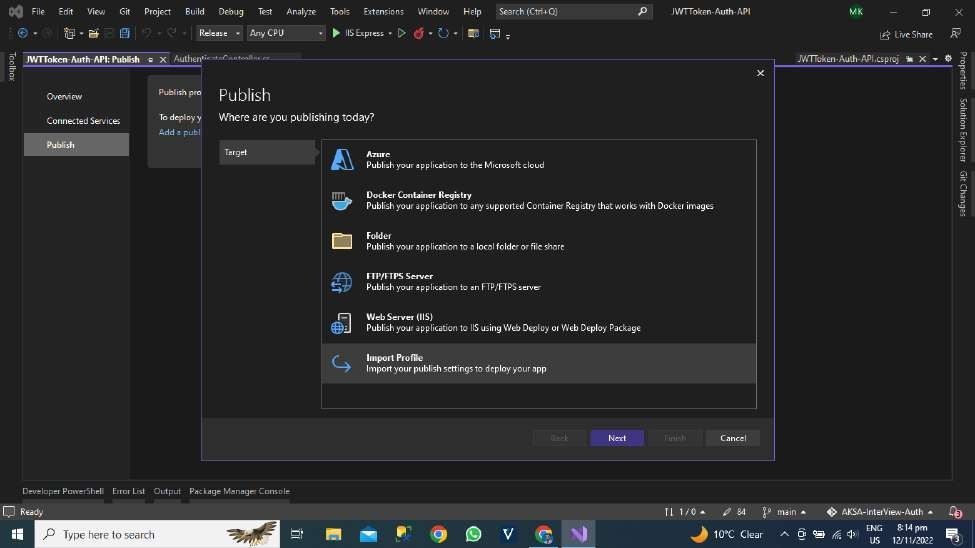 File Edit View Git Project Build Debug Test Analyze Tools Extensions Window Help Search (Ctrl+Q) JWTToken-Auth-API MK
Release Any CPU IIS Express Live Share
JWTToken-Auth-API: Publish AuthenticateController.cs JWTToken-Auth-API.csproj
Toolbox
Properties
Solution Explorer
Git Changes
Overview
Connected Services
Publish
Publish pro
To deploy y
Add a publ
Publish
Where are you publishing today?
Target
Azure
Publish your application to the Microsoft cloud
Docker Container Registry
Publish your application to any supported Container Registry that works with Docker images
Folder
Publish your application to a local folder or file share
FTP/FTPS Server
Publish your application to an FTP/FTPS server
Web Server (IIS)
Publish your application to IIS using Web Deploy or Web Deploy Package
Import Profile
Import your publish settings to deploy your app
Back Next Finish Cancel
Developer PowerShell Error List Output Package Manager Console
Ready 1 / 0 84 main AKSA-InterView-Auth 3
Type here to search 10°C Clear ENG US 8:14 pm 12/11/2022 3